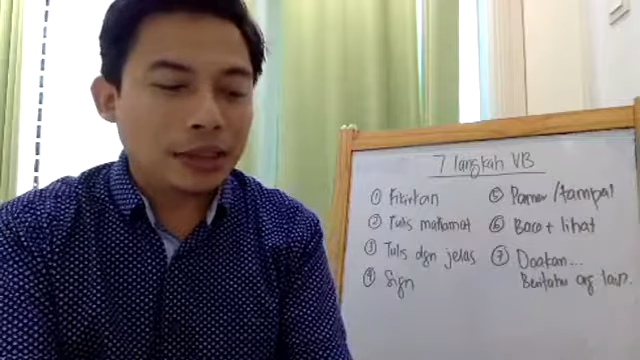 7 langkah VB
① Fikirkan
② Tulis matlamat
③ Tulis dgn jelas
④ Sign
⑤ Pamer/tampal
⑥ Baca + lihat
⑦ Doakan...
Beritahu org lain.